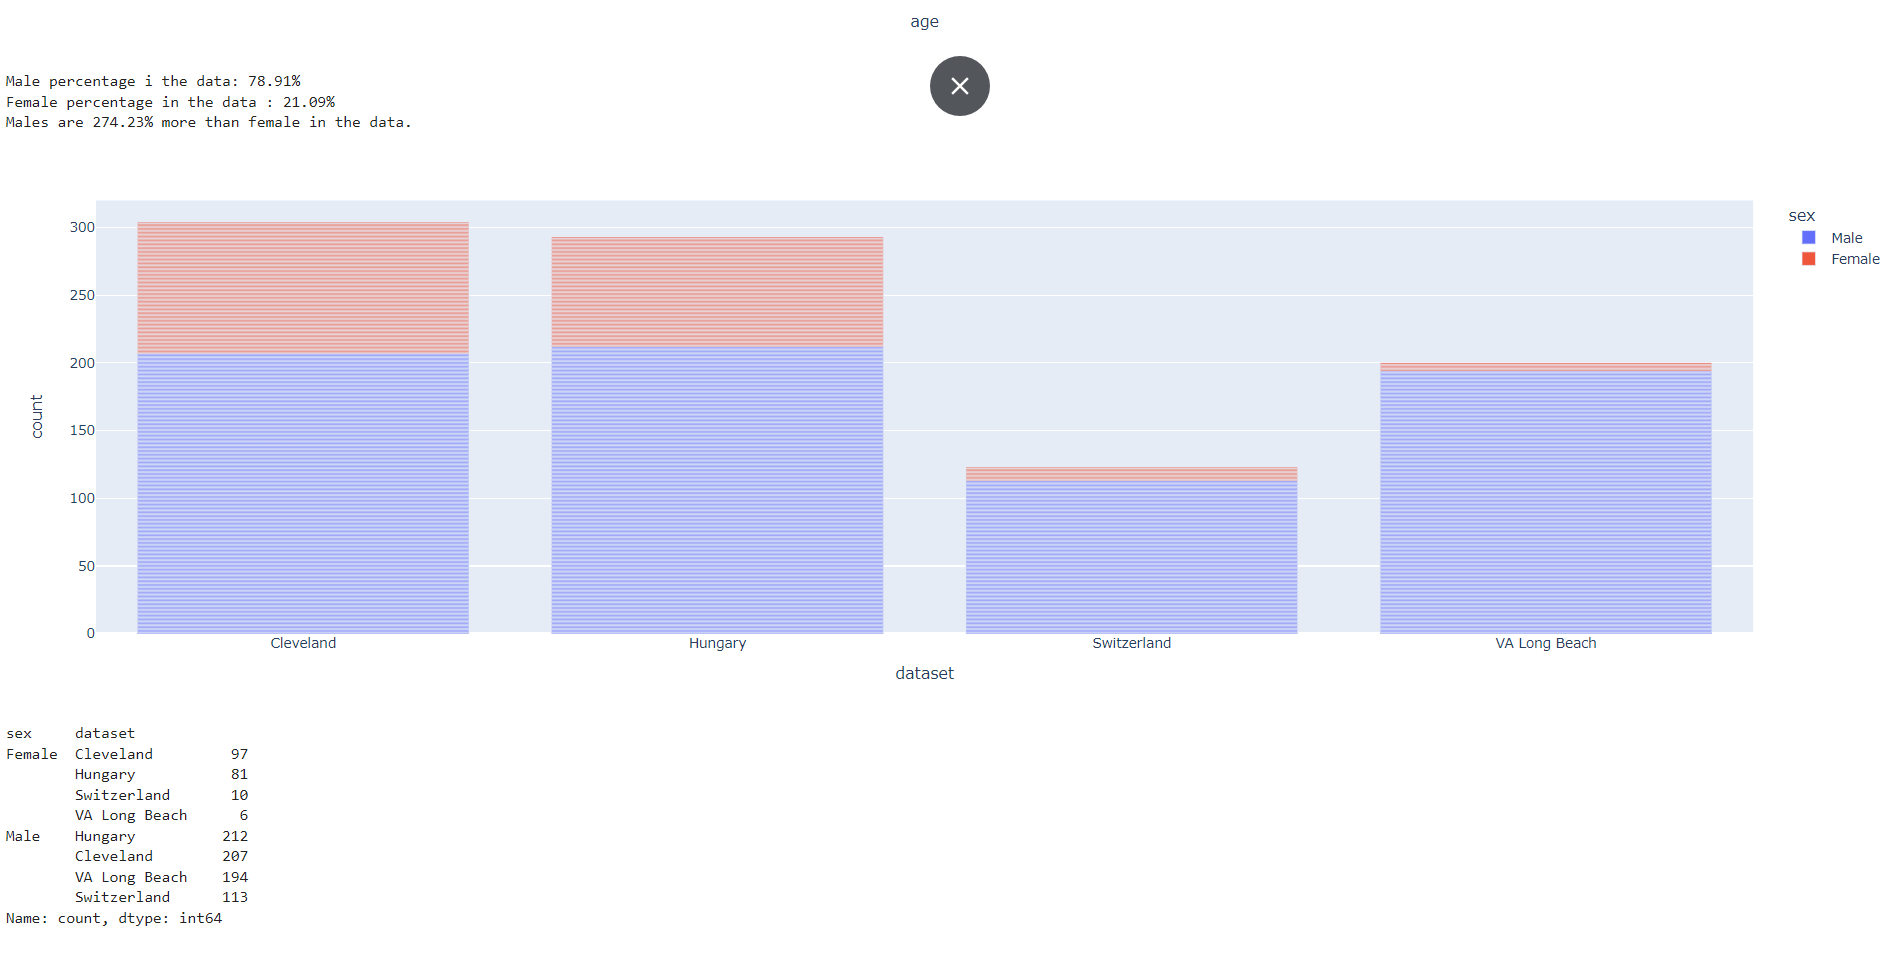 age
Male percentage i the data: 78.91%
Female percentage in the data : 21.09%
Males are 274.23% more than female in the data.
sex
Male
Female
300
250
200
150
100
50
0
count
Cleveland Hungary Switzerland VA Long Beach
dataset
sex dataset
Female Cleveland 97
Hungary 81
Switzerland 10
VA Long Beach 6
Male Hungary 212
Cleveland 207
VA Long Beach 194
Switzerland 113
Name: count, dtype: int64